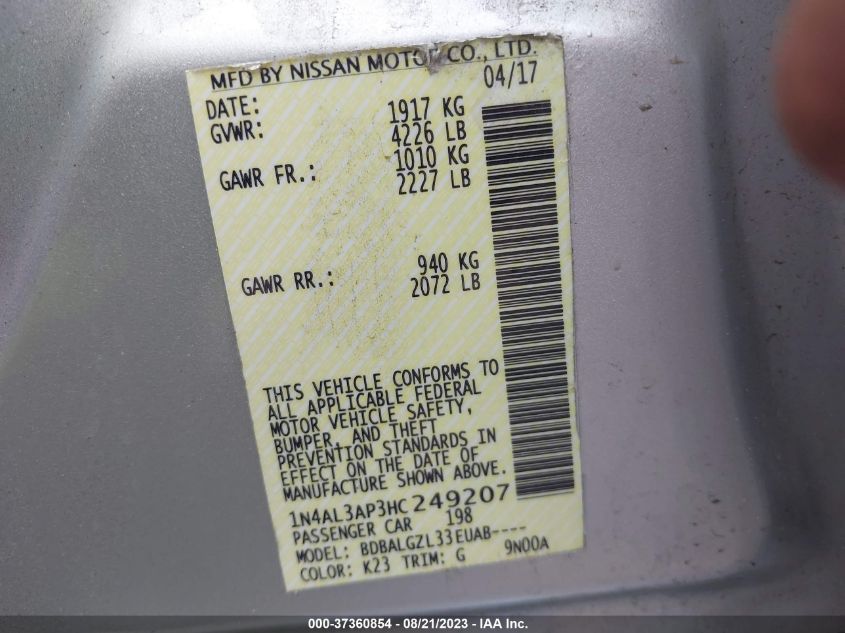 MFD BY NISSAN MOTOR CO., LTD.
DATE: 04/17
GVWR: 1917 KG
4226 LB
GAWR FR.: 1010 KG
2227 LB
GAWR RR.: 940 KG
2072 LB
THIS VEHICLE CONFORMS TO
ALL APPLICABLE FEDERAL
MOTOR VEHICLE SAFETY,
BUMPER, AND THEFT
PREVENTION STANDARDS IN
EFFECT ON THE DATE OF
MANUFACTURE SHOWN ABOVE.
1N4AL3AP3HC249207
PASSENGER CAR 198
MODEL: BDBALGZL33EUAB----
COLOR: K23 TRIM: G 9N00A
000-37360854 - 08/21/2023 - IAA Inc.